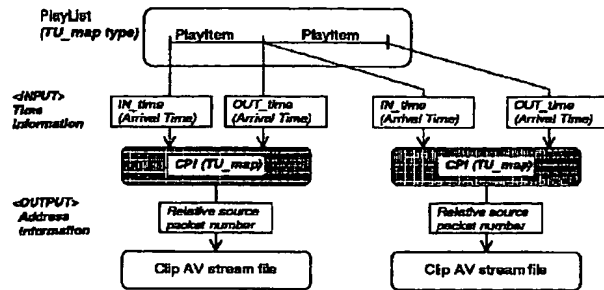 PlayList
(TU_map type)
PlayItem PlayItem
<INPUT>
Time
Information
IN_time
(Arrival Time)
OUT_time
(Arrival Time)
IN_time
(Arrival Time)
OUT_time
(Arrival Time)
CPI (TU_map)
CPI (TU_map)
<OUTPUT>
Address
Information
Relative source
packet number
Relative source
packet number
Clip AV stream file
Clip AV stream file